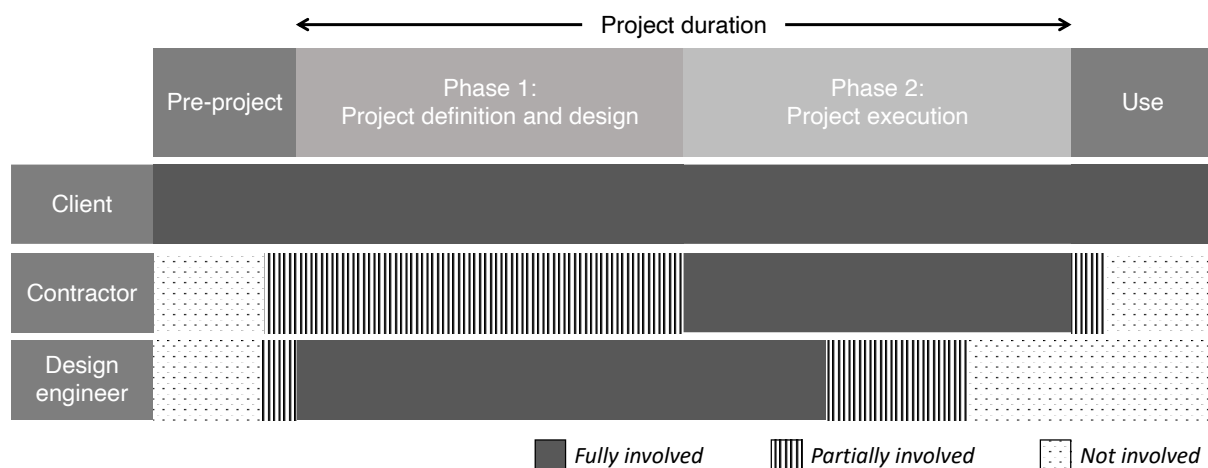 Project duration
Pre-project
Phase 1:
Project definition and design
Phase 2:
Project execution
Use
Client
Contractor
Design
engineer
Fully involved
Partially involved
Not involved